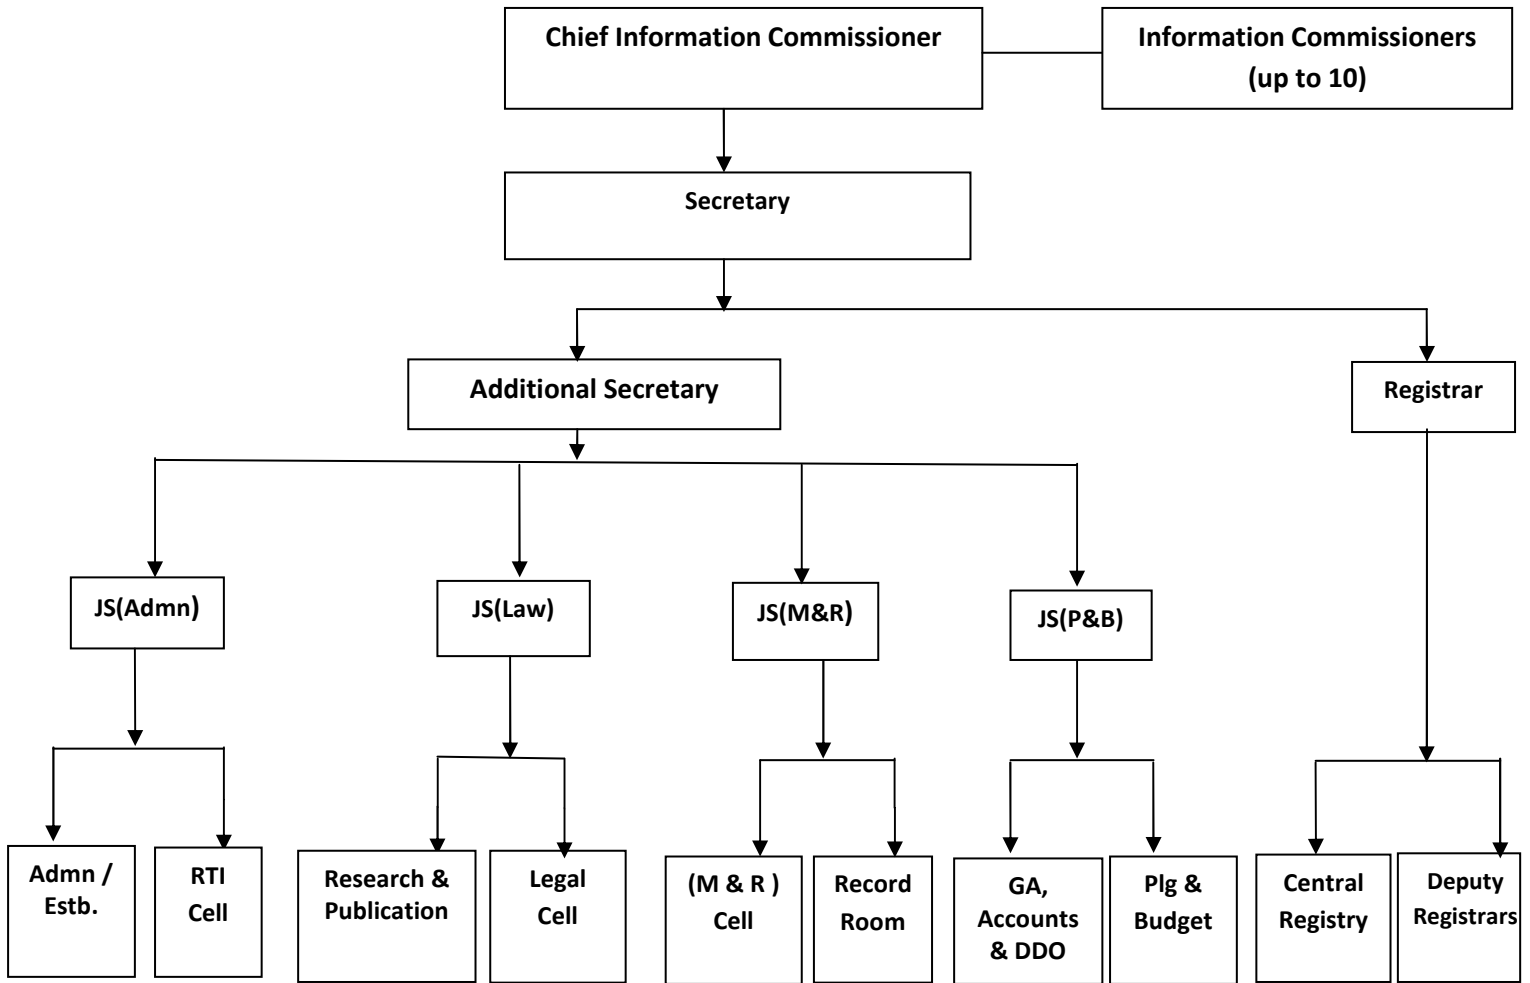 Chief Information Commissioner
Information Commissioners
(up to 10)
Secretary
Additional Secretary
Registrar
JS(Admn)
JS(Law)
JS(M&R)
JS(P&B)
Admn /
Estb.
RTI
Cell
Research &
Publication
Legal
Cell
(M & R )
Cell
Record
Room
GA,
Accounts
& DDO
Plg &
Budget
Central
Registry
Deputy
Registrars